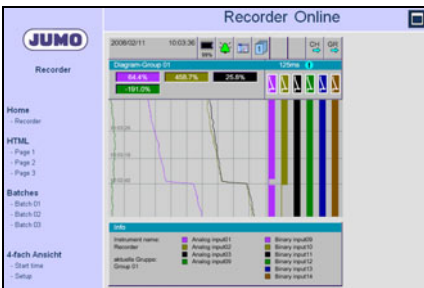 Recorder Online
JUMO
Recorder
Home
- Recorder
HTML
- Page 1
- Page 2
- Page 3
Batches
- Batch 01
- Batch 02
- Batch 03
4-fach Ansicht
- Start time
- Setup
2008/02/11 10:03:36
CH GR
Diagram-Group 01 125ms
64.4% 458.7% 25.8%
-191.0%
Info
Instrument name:
Recorder
aktuelle Gruppe:
Group 01
Analog input01
Analog input02
Analog input03
Analog input09
Binary input09
Binary input10
Binary input11
Binary input12
Binary input13
Binary input14